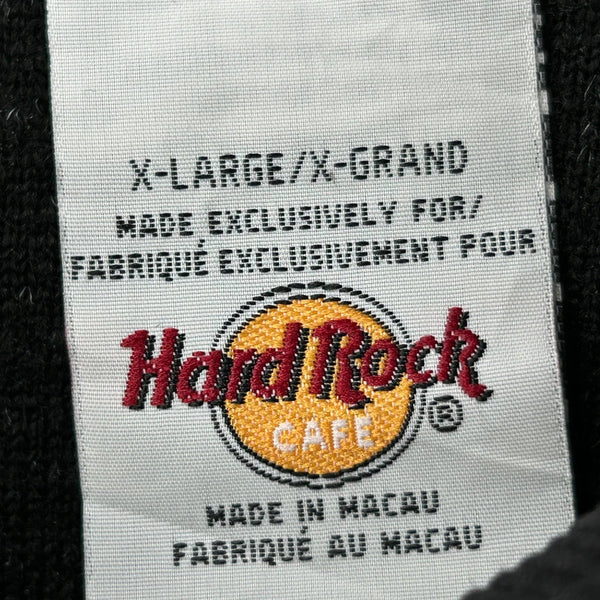 X-LARGE/X-GRAND
MADE EXCLUSIVELY FOR/
FABRIQUÉ EXCLUSIVEMENT POUR
Hard Rock
CAFE
®
MADE IN MACAU
FABRIQUÉ AU MACAU